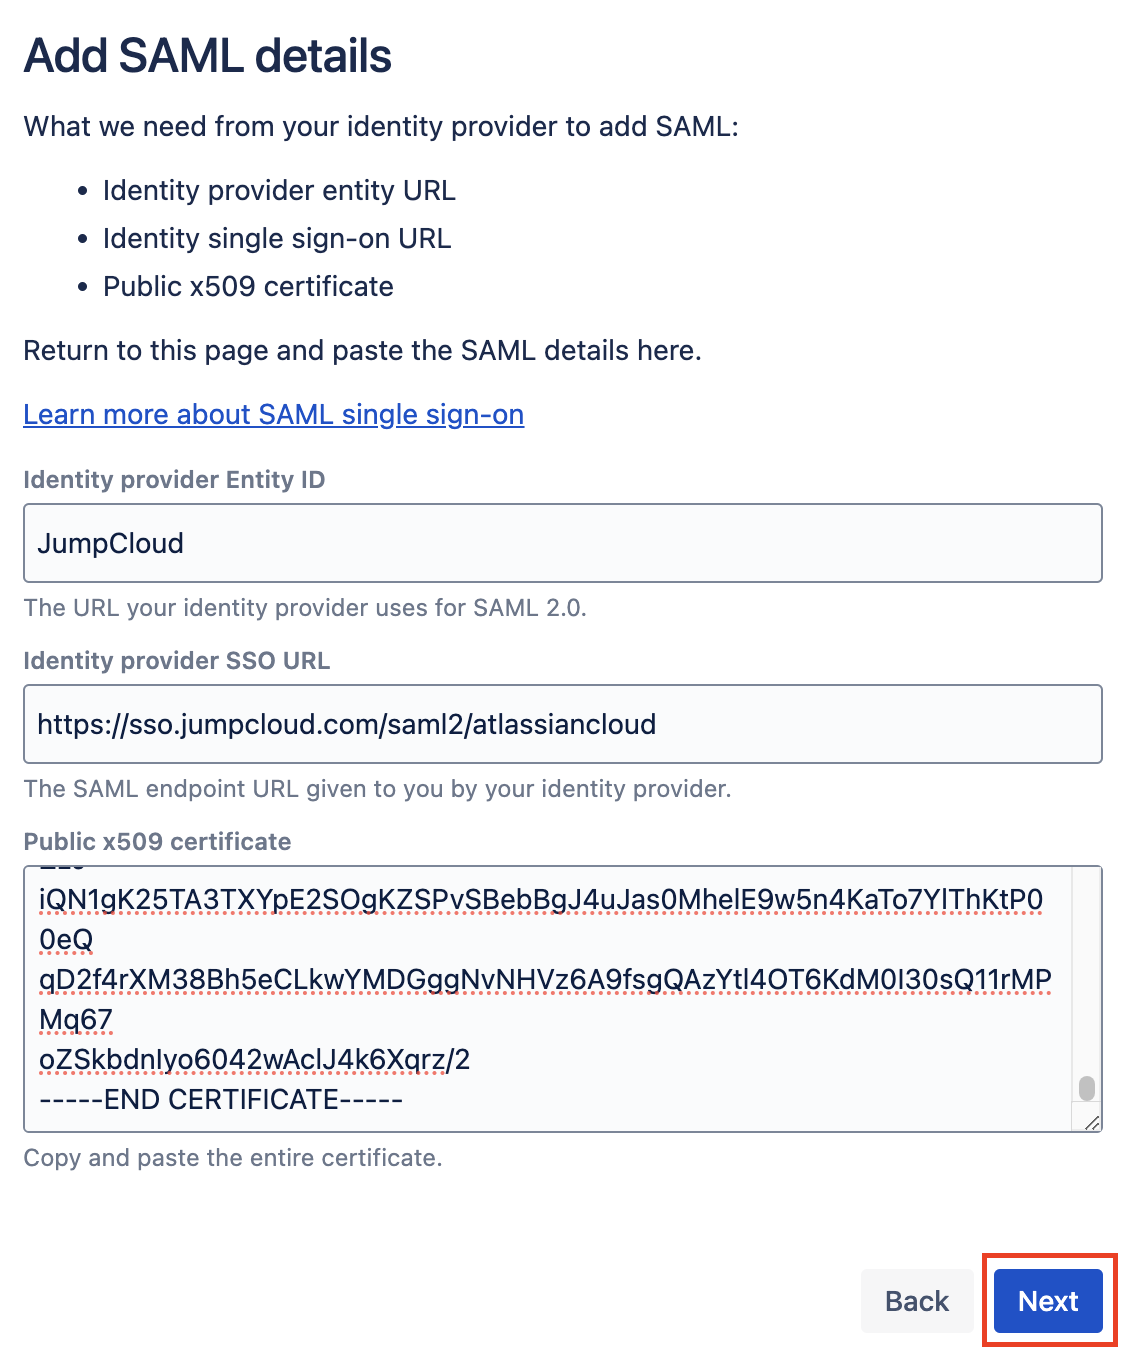 Add SAML details
What we need from your identity provider to add SAML:
• Identity provider entity URL
• Identity single sign-on URL
• Public x509 certificate
Return to this page and paste the SAML details here.
Learn more about SAML single sign-on
Identity provider Entity ID
JumpCloud
The URL your identity provider uses for SAML 2.0.
Identity provider SSO URL
https://sso.jumpcloud.com/saml2/atlassiancloud
The SAML endpoint URL given to you by your identity provider.
Public x509 certificate
iQN1gK25TA3TXYpE2SOgKZSPvSBebBgJ4uJas0MhelE9w5n4KaTo7YlThKtP0
0eQ
qD2f4rXM38Bh5eCLkwYMDGggNvNHVz6A9fsgQAzYtl4OT6KdM0I30sQ11rMP
Mq67
oZSkbdnlyo6042wAclJ4k6Xqrz/2
-----END CERTIFICATE-----
Copy and paste the entire certificate.
Back
Next